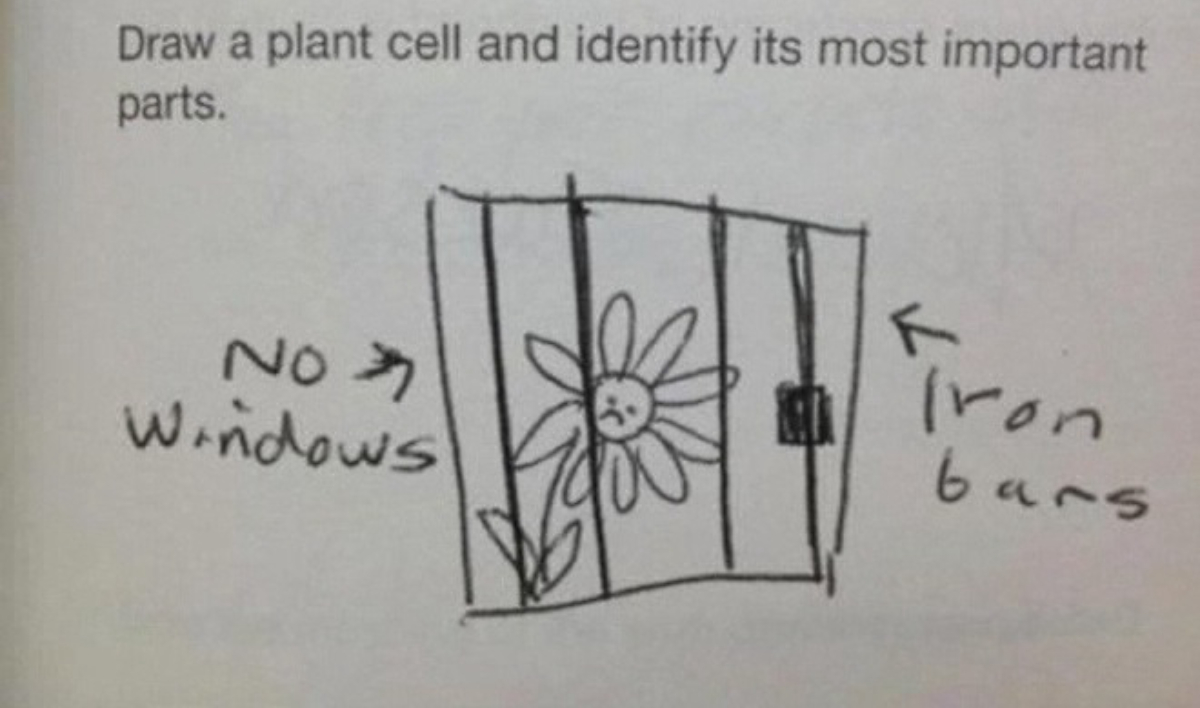 Draw a plant cell and identify its most important
parts.
No
Windows
Iron
bars